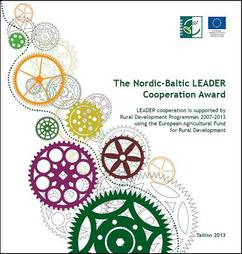 LEADER
The Nordic-Baltic LEADER
Cooperation Award
LEADER cooperation is supported by
Rural Development Programmes 2007-2013
using the European Agricultural Fund
for Rural Development
Tallinn 2013